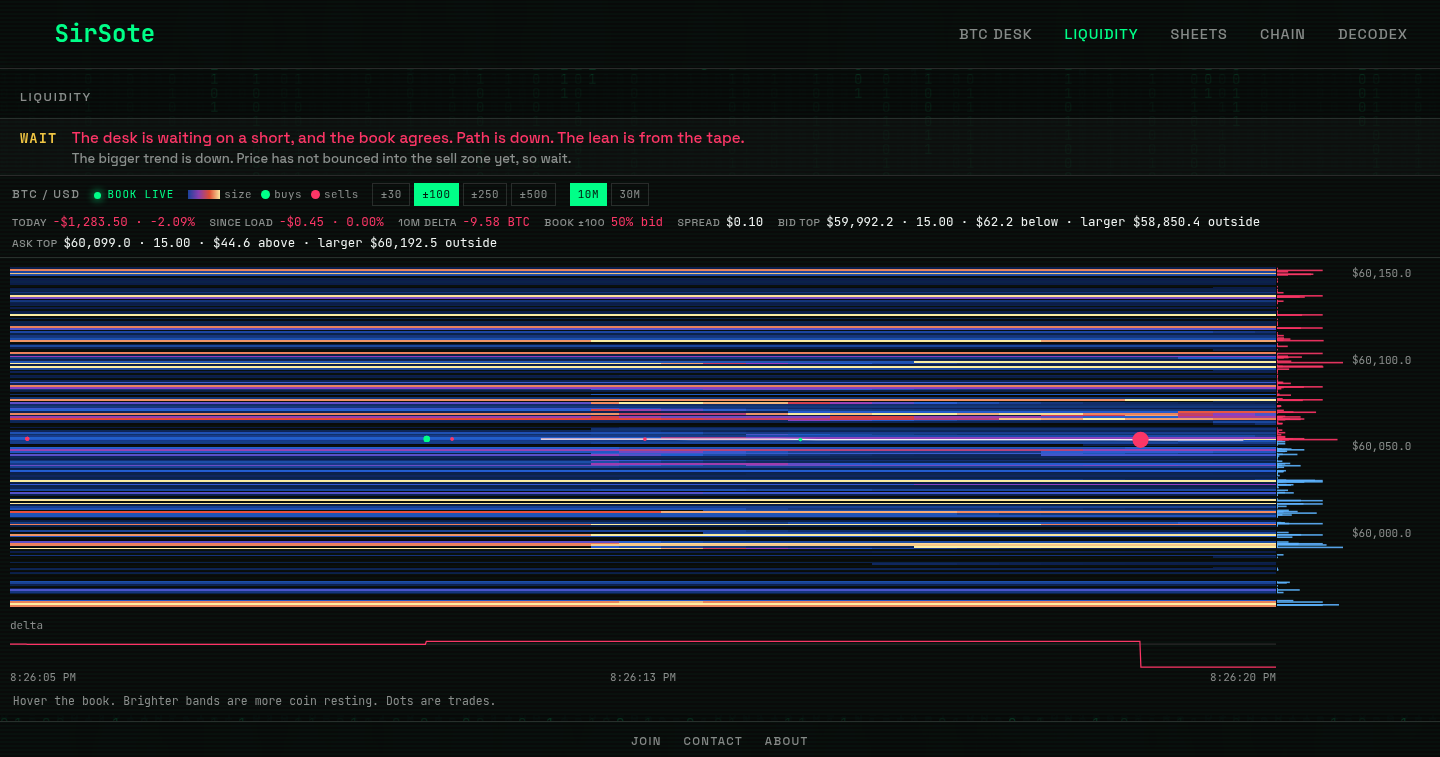 SirSote
BTC DESK LIQUIDITY SHEETS CHAIN DECODEX
LIQUIDITY
WAIT The desk is waiting on a short, and the book agrees. Path is down. The lean is from the tape.
The bigger trend is down. Price has not bounced into the sell zone yet, so wait.
BTC / USD BOOK LIVE size buys sells ±30 ±100 ±250 ±500 10M 30M
TODAY -$1,283.50 · -2.09% SINCE LOAD -$0.45 · 0.00% 10M DELTA -9.58 BTC BOOK ±100 50% bid SPREAD $0.10 BID TOP $59,992.2 · 15.00 · $62.2 below · larger $58,850.4 outside
ASK TOP $60,099.0 · 15.00 · $44.6 above · larger $60,192.5 outside
$60,150.0
$60,100.0
$60,050.0
$60,000.0
delta
8:26:05 PM 8:26:13 PM 8:26:20 PM
Hover the book. Brighter bands are more coin resting. Dots are trades.
JOIN CONTACT ABOUT